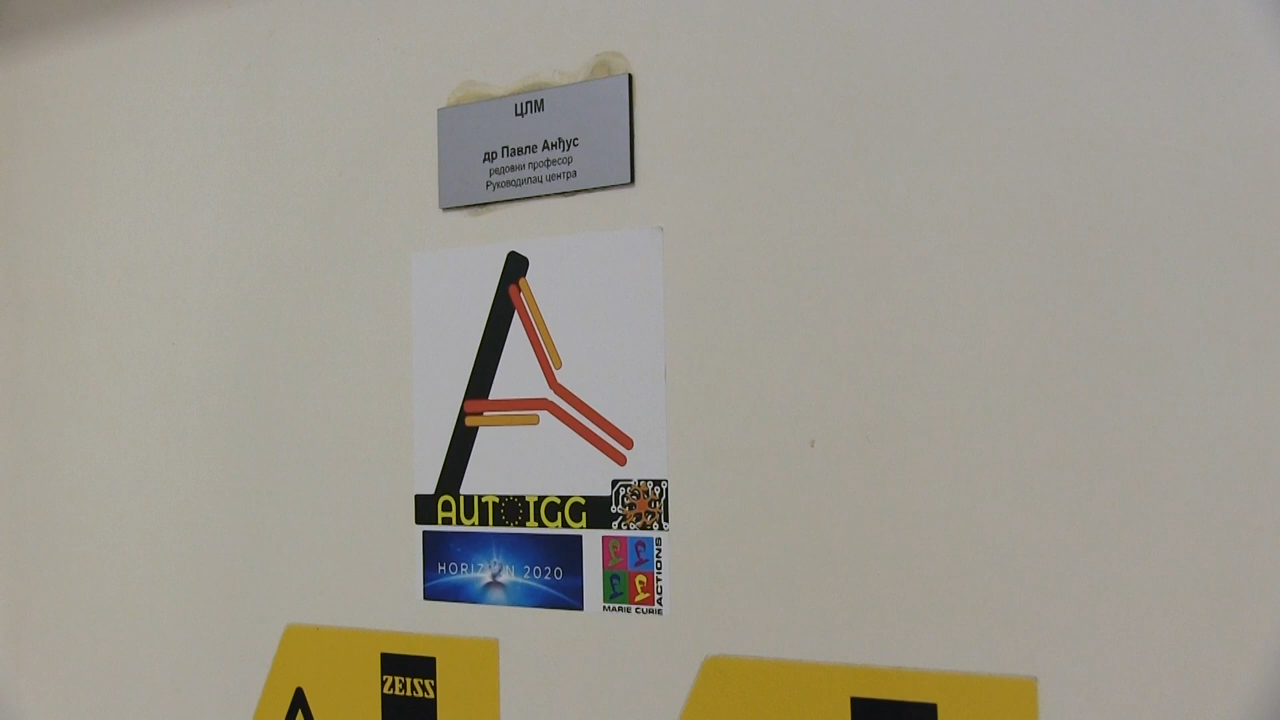 ЦЛМ
др Павле Анђус
редовни професор
Руководилац центра
AUTOIGG
HORIZON 2020
MARIE CURIE
ACTIONS
ZEISS